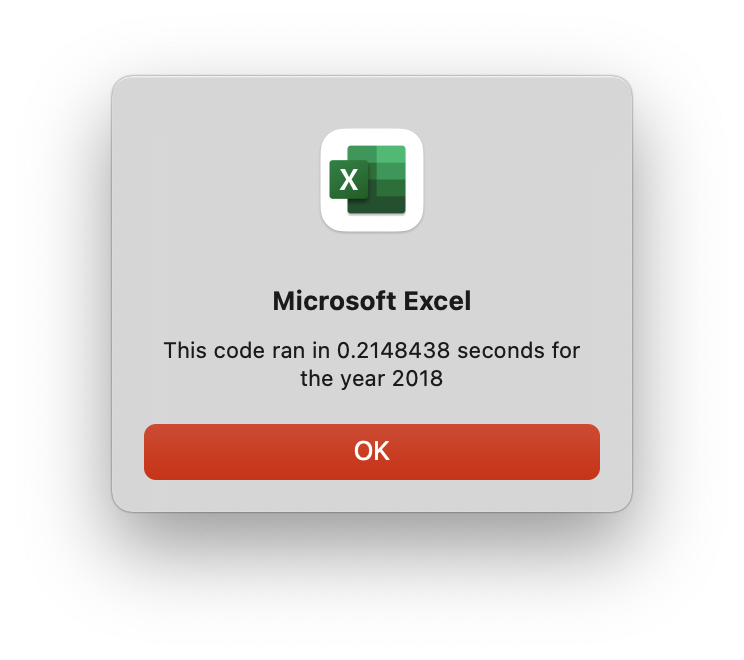 X
Microsoft Excel
This code ran in 0.2148438 seconds for
the year 2018
OK